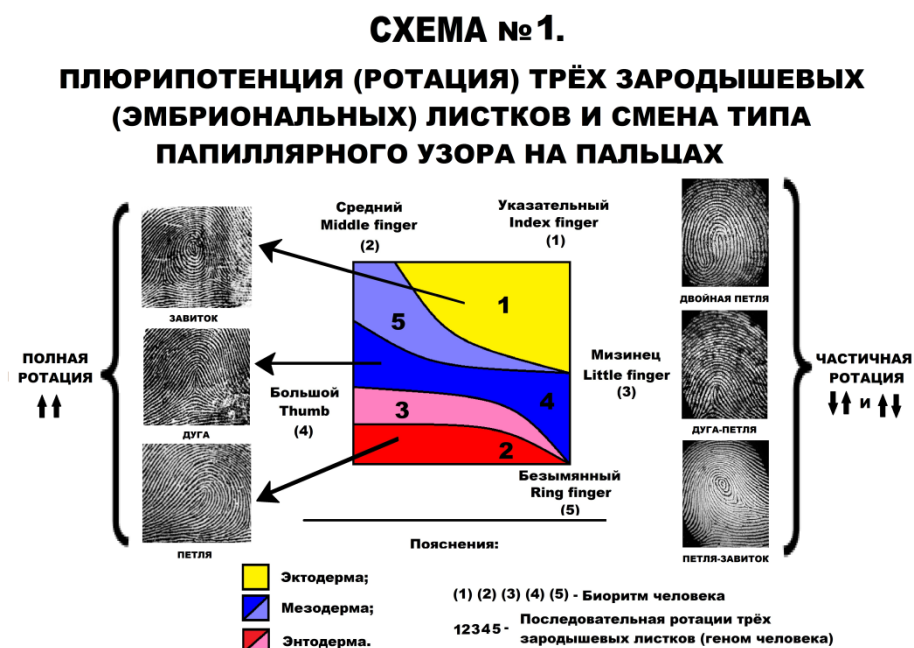 СХЕМА №1.
ПЛЮРИПОТЕНЦИЯ (РОТАЦИЯ) ТРЁХ ЗАРОДЫШЕВЫХ
(ЭМБРИОНАЛЬНЫХ) ЛИСТКОВ И СМЕНА ТИПА
ПАПИЛЛЯРНОГО УЗОРА НА ПАЛЬЦАХ
ПОЛНАЯ
РОТАЦИЯ
ЗАВИТОК
ДУГА
ПЕТЛЯ
Средний
Middle finger
(2)
Указательный
Index finger
(1)
Большой
Thumb
(4)
1
5
4
3
2
Мизинец
Little finger
(3)
Безымянный
Ring finger
(5)
ДВОЙНАЯ ПЕТЛЯ
ДУГА-ПЕТЛЯ
ПЕТЛЯ-ЗАВИТОК
ЧАСТИЧНАЯ
РОТАЦИЯ
и
Пояснения:
Эктодерма;
Мезодерма;
Энтодерма.
(1) (2) (3) (4) (5) - Биоритм человека
12345 - Последовательная ротации трёх
зародышевых листков (геном человека)